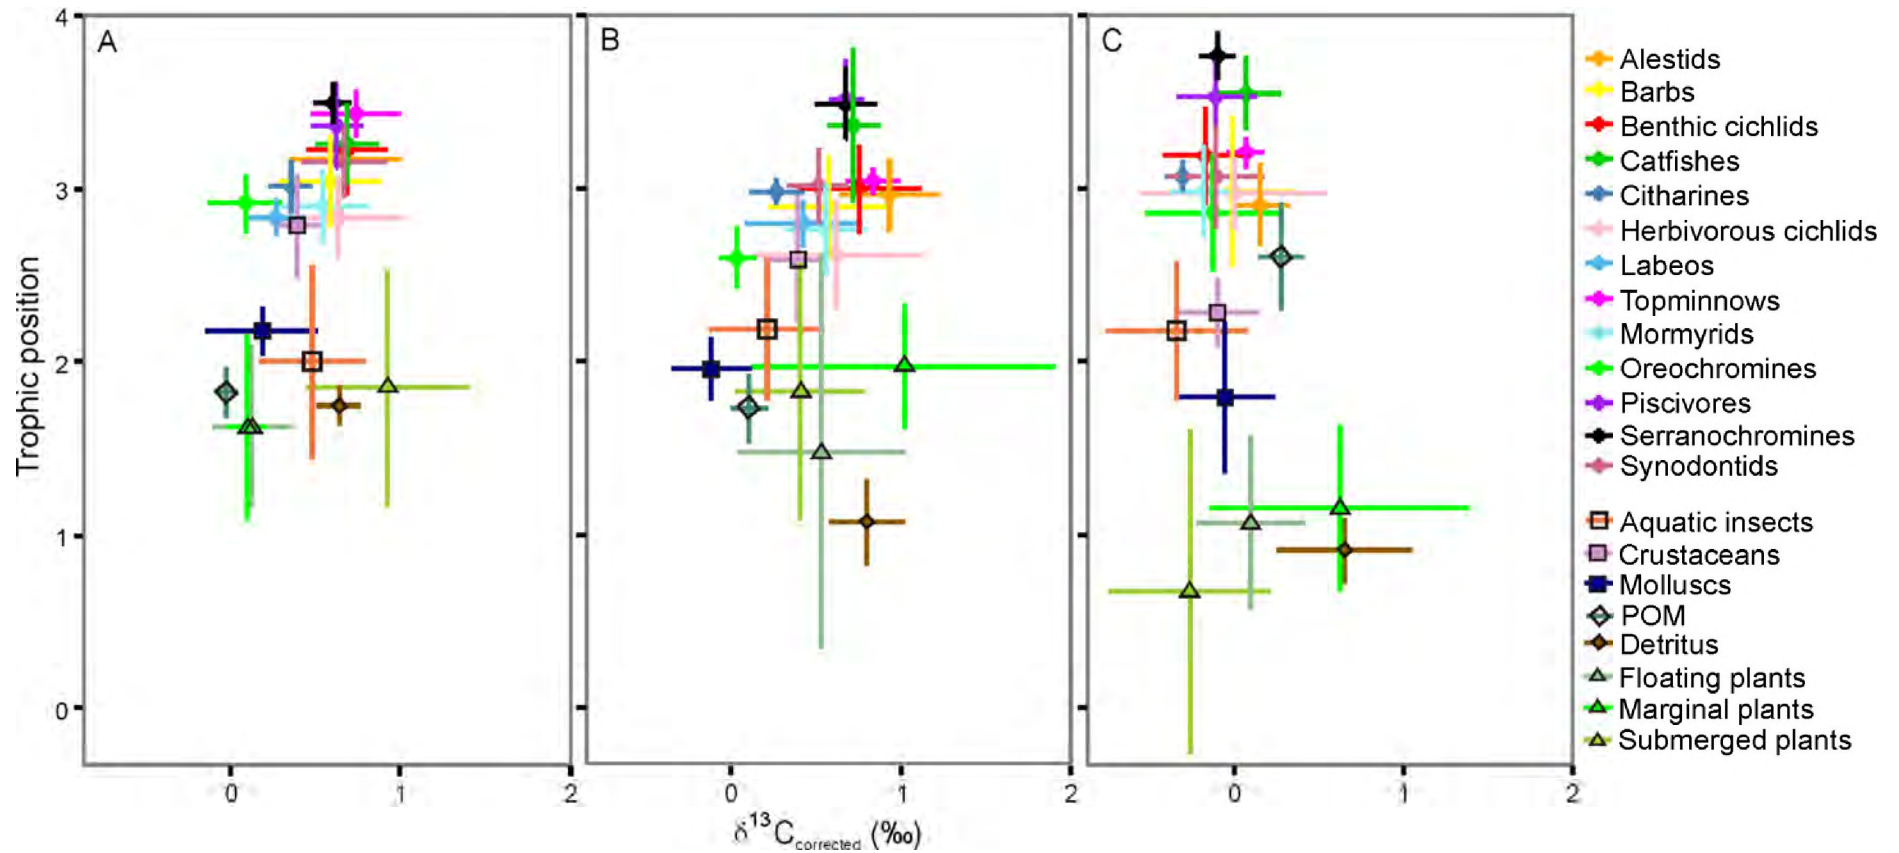 A
B
C
Trophic position
4
3
2
1
0
0
1
2
0
1
2
0
1
2
δ¹³Ccorrected (‰)
Alestids
Barbs
Benthic cichlids
Catfishes
Citharines
Herbivorous cichlids
Labeos
Topminnows
Mormyrids
Oreochromines
Piscivores
Serranochromines
Synodontids
Aquatic insects
Crustaceans
Molluscs
POM
Detritus
Floating plants
Marginal plants
Submerged plants